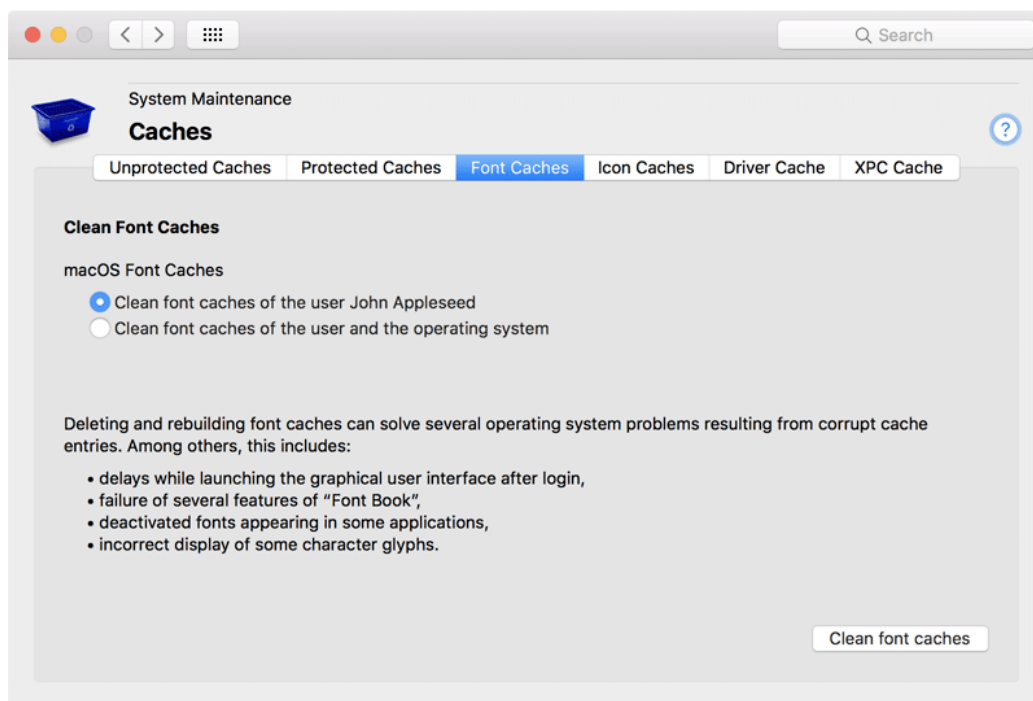 Search
System Maintenance
Caches
?
Unprotected Caches Protected Caches Font Caches Icon Caches Driver Cache XPC Cache
Clean Font Caches
macOS Font Caches
Clean font caches of the user John Appleseed
Clean font caches of the user and the operating system
Deleting and rebuilding font caches can solve several operating system problems resulting from corrupt cache
entries. Among others, this includes:
• delays while launching the graphical user interface after login,
• failure of several features of “Font Book”,
• deactivated fonts appearing in some applications,
• incorrect display of some character glyphs.
Clean font caches